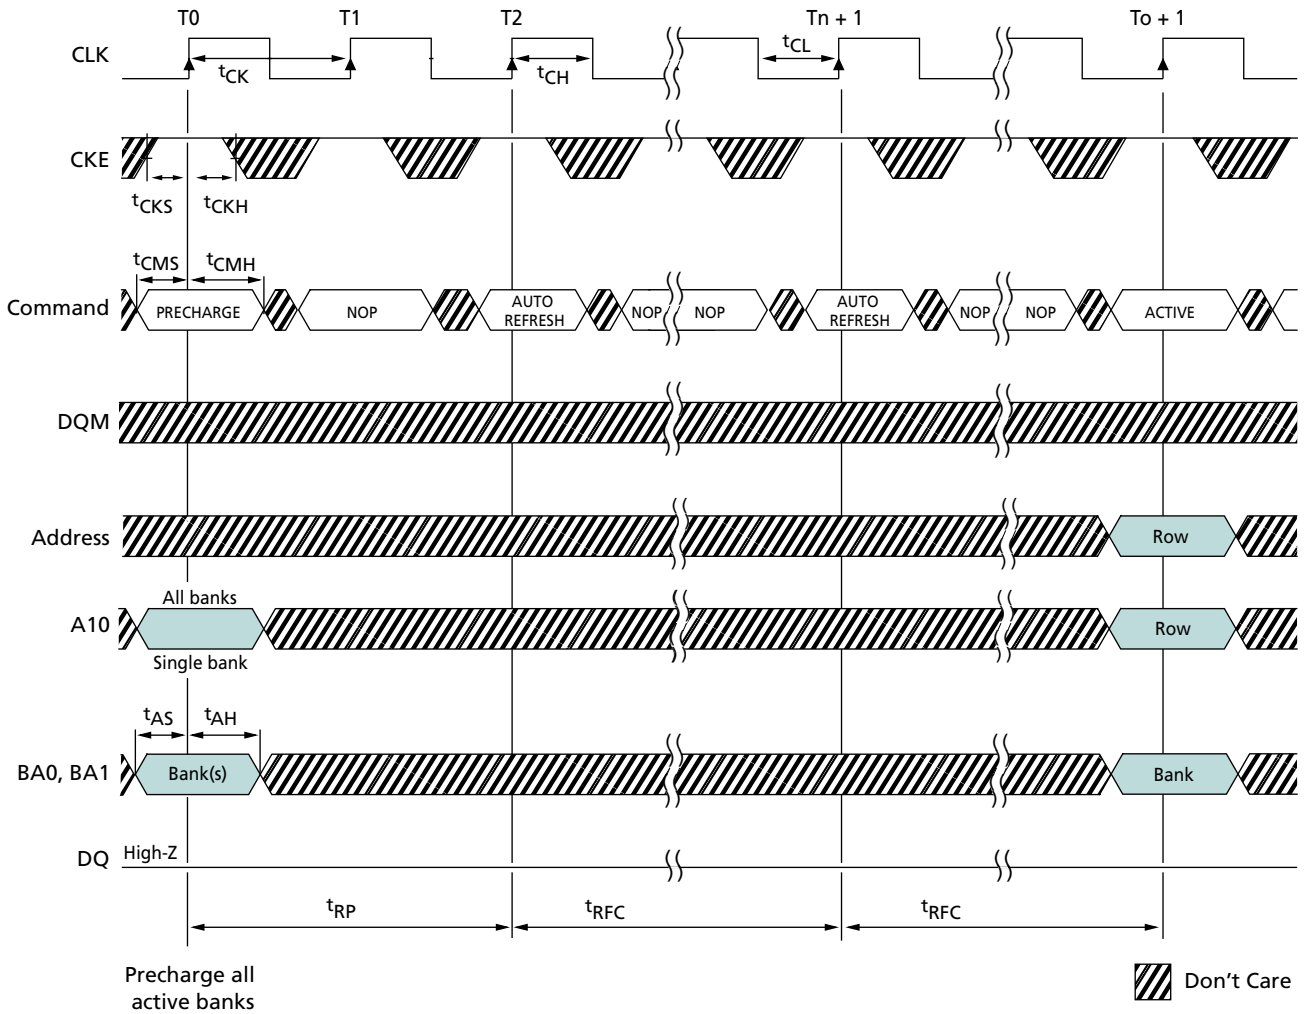 T0 T1 T2 Tn + 1 To + 1
CLK tCK tCH tCL
CKE
tCKS tCKH
tCMS tCMH
Command PRECHARGE NOP AUTO REFRESH NOP NOP AUTO REFRESH NOP NOP ACTIVE
DQM
Address Row
All banks
A10 Row
Single bank
tAS tAH
BA0, BA1 Bank(s) Bank
DQ High-Z
tRP tRFC tRFC
Precharge all
active banks
Don't Care